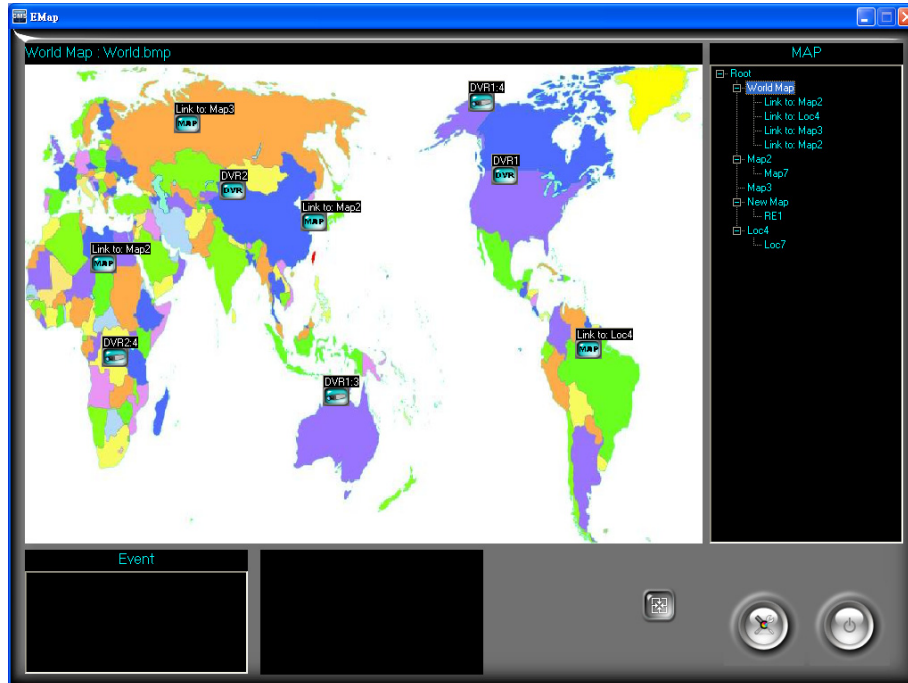 EMap
World Map : World.bmp
MAP
DVR1:4
Link to: Map3
MAP
DVR1
DVR
DVR2
DVR
Link to: Map2
MAP
Link to: Map2
MAP
DVR2:4
Link to: Loc4
MAP
DVR1:3
Root
World Map
Link to: Map2
Link to: Loc4
Link to: Map3
Link to: Map2
Map2
Map7
Map3
New Map
RE1
Loc4
Loc7
Event